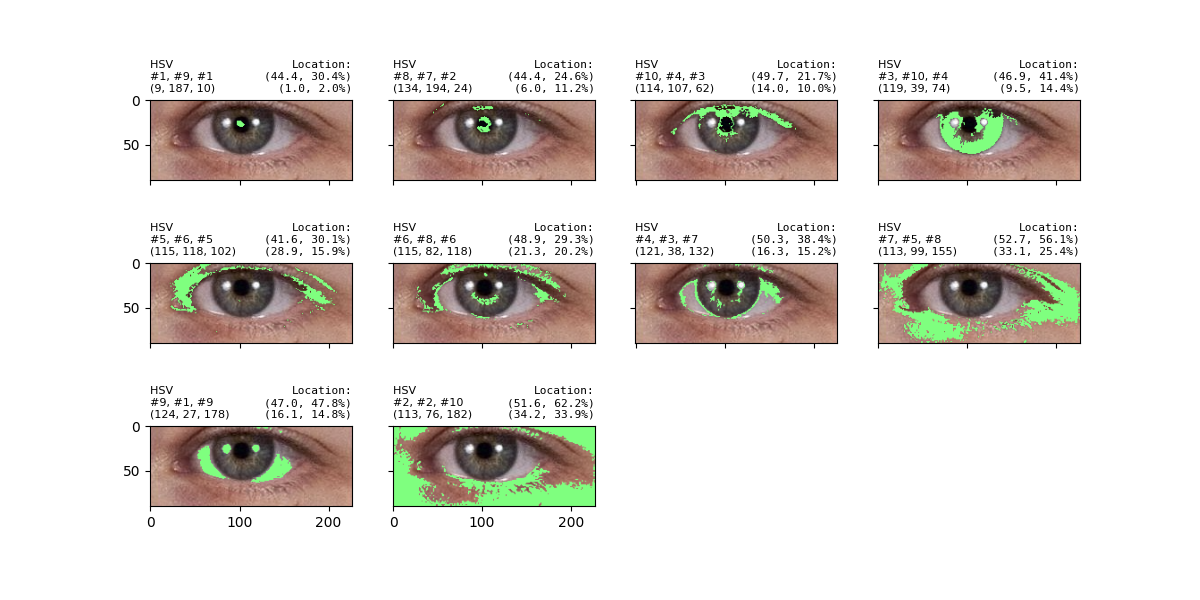 HSV Location:
#1, #9, #1 (44.4, 30.4%)
(9, 187, 10) (1.0, 2.0%)
HSV Location:
#8, #7, #2 (44.4, 24.6%)
(134, 194, 24) (6.0, 11.2%)
HSV Location:
#10, #4, #3 (49.7, 21.7%)
(114, 107, 62) (14.0, 10.0%)
HSV Location:
#3, #10, #4 (46.9, 41.4%)
(119, 39, 74) (9.5, 14.4%)
0
50
HSV Location:
#5, #6, #5 (41.6, 30.1%)
(115, 118, 102) (28.9, 15.9%)
HSV Location:
#6, #8, #6 (48.9, 29.3%)
(115, 82, 118) (21.3, 20.2%)
HSV Location:
#4, #3, #7 (50.3, 38.4%)
(121, 38, 132) (16.3, 15.2%)
HSV Location:
#7, #5, #8 (52.7, 56.1%)
(113, 99, 155) (33.1, 25.4%)
0
50
HSV Location:
#9, #1, #9 (47.0, 47.8%)
(124, 27, 178) (16.1, 14.8%)
HSV Location:
#2, #2, #10 (51.6, 62.2%)
(113, 76, 182) (34.2, 33.9%)
0
50
0 100 200
0 100 200